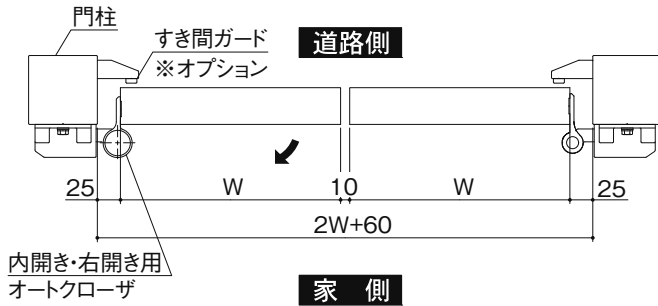 門柱
すき間ガード
※オプション
道路側
25
W
10
W
25
2W+60
内開き・右開き用
オートクローザ
家 側